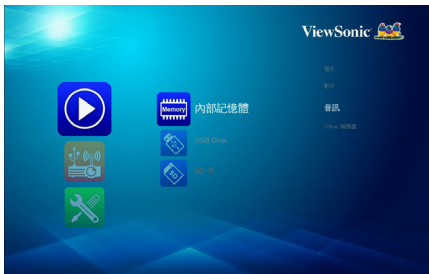 ViewSonic
相片
影片
Memory
內部記憶體
音訊
Office 檢視器
USB Disk
SD
SD 卡